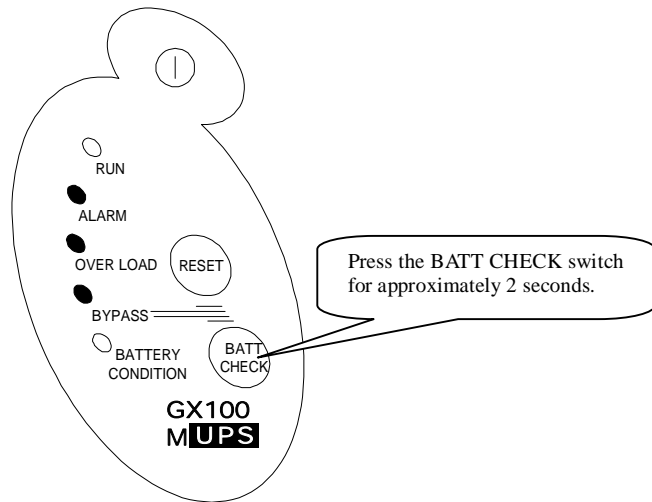 RUN
ALARM
OVER LOAD
RESET
BYPASS
BATTERY
CONDITION
BATT
CHECK
GX100
M UPS
Press the BATT CHECK switch
for approximately 2 seconds.